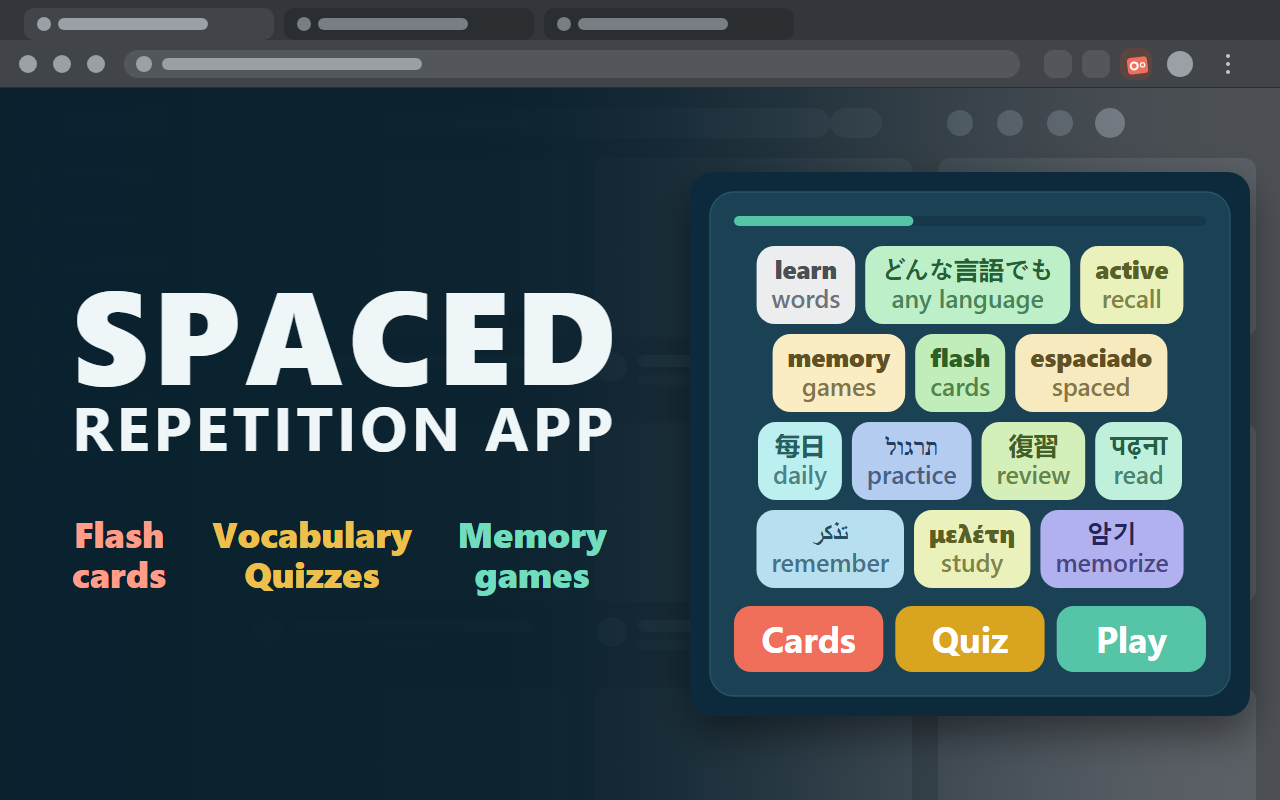 SPACED
REPETITION APP
Flash
cards
Vocabulary
Quizzes
Memory
games
learn
words
どんな言語でも
any language
active
recall
memory
games
flash
cards
espaciado
spaced
毎日
daily
תרגול
practice
復習
review
पढ़ना
read
تذكر
remember
μελέτη
study
암기
memorize
Cards
Quiz
Play